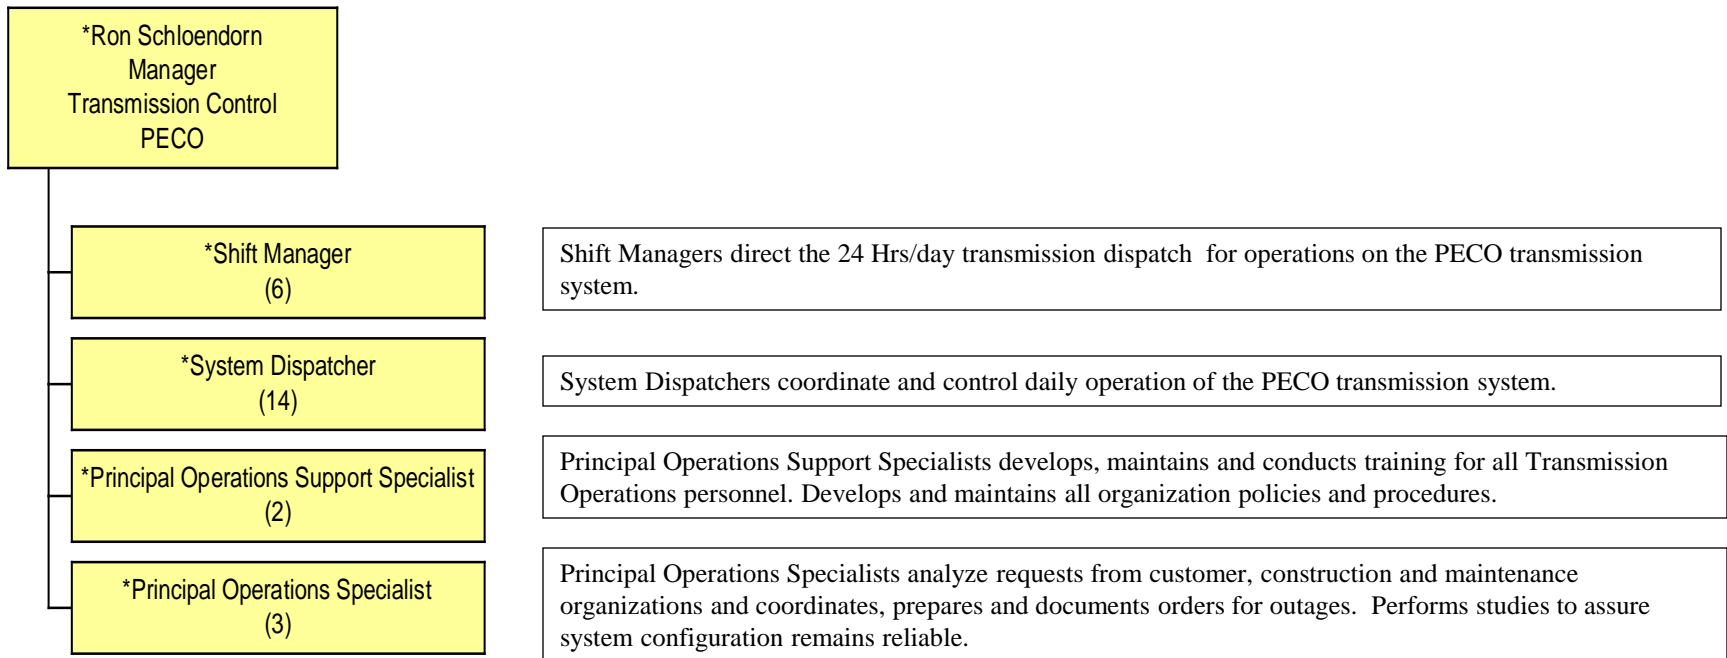 *Ron Schloendorn
Manager
Transmission Control
PECO
*Shift Manager
(6)
Shift Managers direct the 24 Hrs/day transmission dispatch  for operations on the PECO transmission
system.
*System Dispatcher
(14)
System Dispatchers coordinate and control daily operation of the PECO transmission system.
*Principal Operations Support Specialist
(2)
Principal Operations Support Specialists develops, maintains and conducts training for all Transmission
Operations personnel. Develops and maintains all organization policies and procedures.
*Principal Operations Specialist
(3)
Principal Operations Specialists analyze requests from customer, construction and maintenance
organizations and coordinates, prepares and documents orders for outages.  Performs studies to assure
system configuration remains reliable.